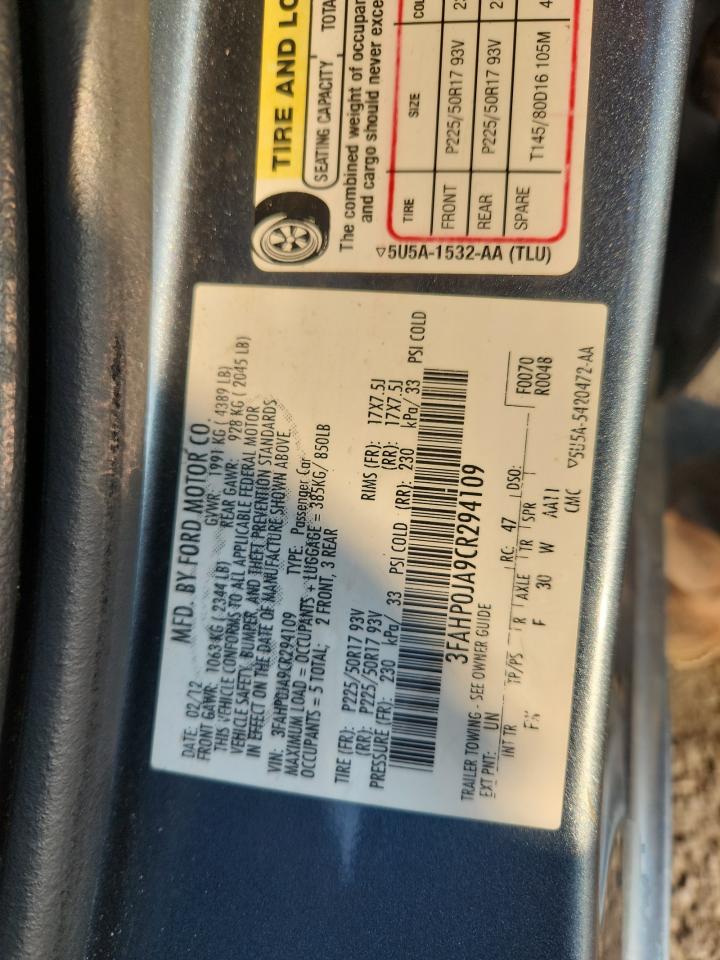 TIRE AND LO
SEATING CAPACITY TOTA
The combined weight of occupan
and cargo should never exce
TIRE SIZE CO
FRONT P225/50R17 93V 2
REAR P225/50R17 93V 2
SPARE T145/80D16 105M 4
5U5A-1532-AA (TLU)
MFD. BY FORD MOTOR CO.
DATE: 02/12 GVWR: 1991 KG ( 4389 LB)
FRONT GAWR: 1063 KG ( 2344 LB) REAR GAWR: 928 KG ( 2045 LB)
THIS VEHICLE CONFORMS TO ALL APPLICABLE FEDERAL MOTOR
VEHICLE SAFETY, BUMPER, AND THEFT PREVENTION STANDARDS
IN EFFECT ON THE DATE OF MANUFACTURE SHOWN ABOVE
VIN: 3FAHP0JA9CR294109 TYPE: Passenger Car
MAXIMUM LOAD = OCCUPANTS + LUGGAGE = 385KG/ 850LB
OCCUPANTS = 5 TOTAL; 2 FRONT, 3 REAR
TIRE (FR): P225/50R17 93V RIMS (FR): 17X7.5J
(RR): P225/50R17 93V (RR): 17X7.5J
PRESSURE (FR): 230 kPa/ 33 PSI COLD (RR): 230 kPa/ 33 PSI COLD
3FAHP0JA9CR294109
TRAILER TOWING - SEE OWNER GUIDE
EXT PNT: UN RC: 47 DSO: F0070
R0048
INT TR TP/PS R AXLE TR SPR
F 30 W AA11
CMC
5U5A-5420472-AA